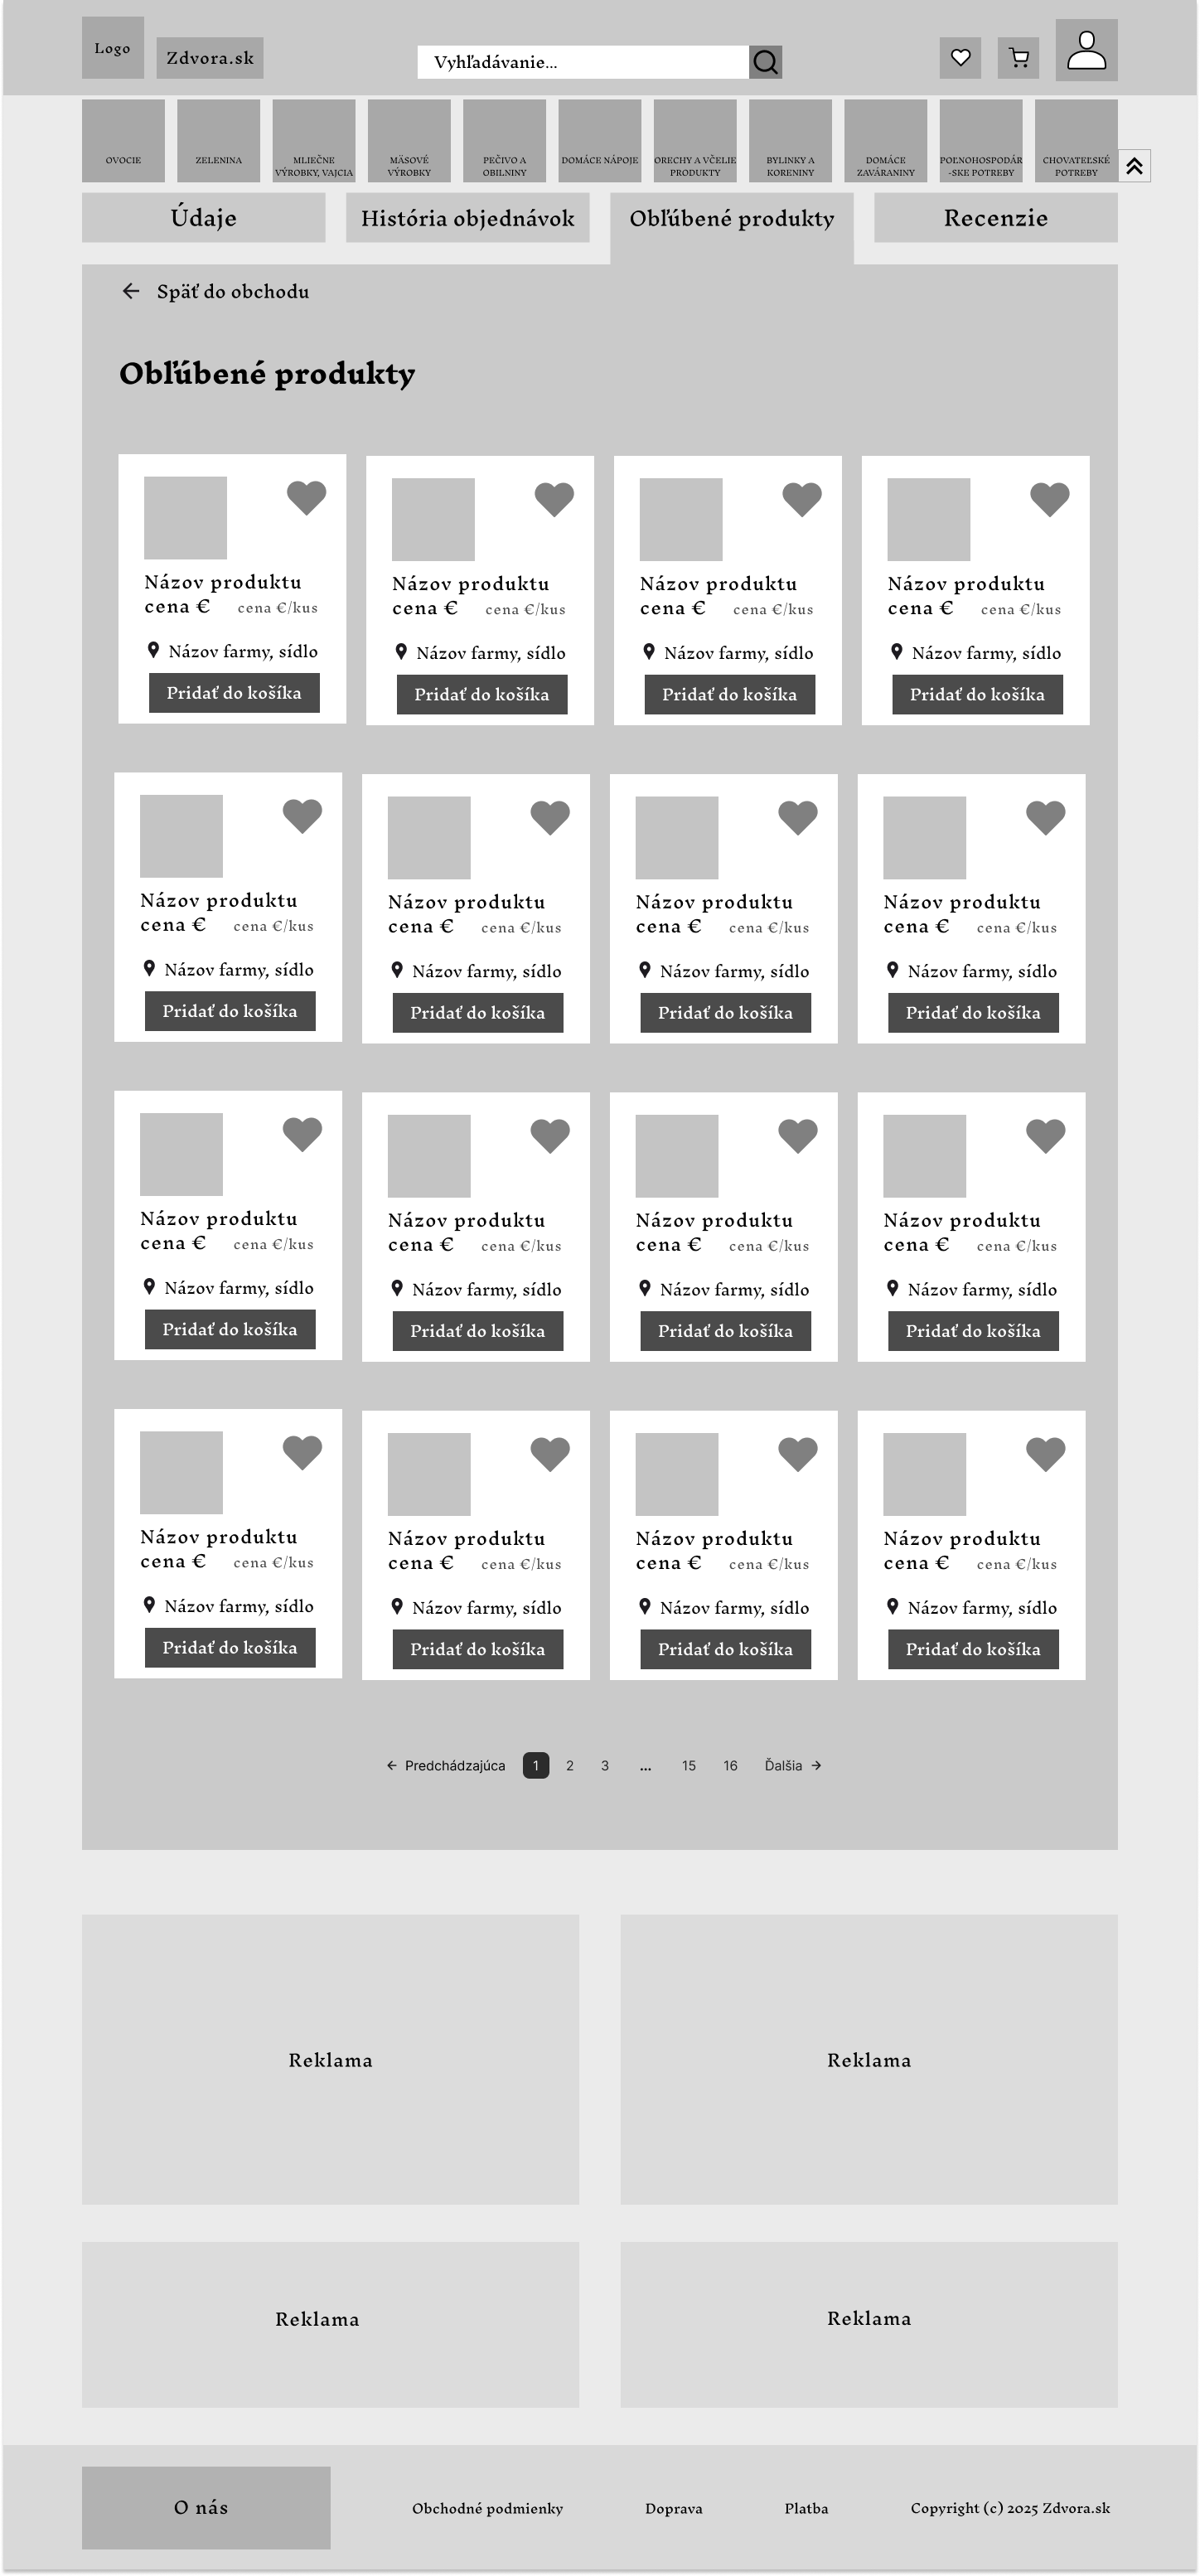 Logo
Zdvora.sk
Vyhľadávanie...
OVOCIE
ZELENINA
MLIEČNE
VÝROBKY, VAJCIA
MÄSOVÉ
VÝROBKY
PEČIVO A
OBILNINY
DOMÁCE NÁPOJE
ORECHY A VČELIE
PRODUKTY
BYLINKY A
KORENINY
DOMÁCE
ZAVÁRANINY
POĽNOHOSPODÁR
-SKE POTREBY
CHOVATEĽSKÉ
POTREBY
Údaje
História objednávok
Obľúbené produkty
Recenzie
Späť do obchodu
Obľúbené produkty
Názov produktu
cena € cena €/kus
Názov farmy, sídlo
Pridať do košíka
Názov produktu
cena € cena €/kus
Názov farmy, sídlo
Pridať do košíka
Názov produktu
cena € cena €/kus
Názov farmy, sídlo
Pridať do košíka
Názov produktu
cena € cena €/kus
Názov farmy, sídlo
Pridať do košíka
Názov produktu
cena € cena €/kus
Názov farmy, sídlo
Pridať do košíka
Názov produktu
cena € cena €/kus
Názov farmy, sídlo
Pridať do košíka
Názov produktu
cena € cena €/kus
Názov farmy, sídlo
Pridať do košíka
Názov produktu
cena € cena €/kus
Názov farmy, sídlo
Pridať do košíka
Názov produktu
cena € cena €/kus
Názov farmy, sídlo
Pridať do košíka
Názov produktu
cena € cena €/kus
Názov farmy, sídlo
Pridať do košíka
Názov produktu
cena € cena €/kus
Názov farmy, sídlo
Pridať do košíka
Názov produktu
cena € cena €/kus
Názov farmy, sídlo
Pridať do košíka
Názov produktu
cena € cena €/kus
Názov farmy, sídlo
Pridať do košíka
Názov produktu
cena € cena €/kus
Názov farmy, sídlo
Pridať do košíka
Názov produktu
cena € cena €/kus
Názov farmy, sídlo
Pridať do košíka
Názov produktu
cena € cena €/kus
Názov farmy, sídlo
Pridať do košíka
Predchádzajúca 1 2 3 ... 15 16 Ďalšia
Reklama
Reklama
Reklama
Reklama
O nás
Obchodné podmienky
Doprava
Platba
Copyright (c) 2025 Zdvora.sk